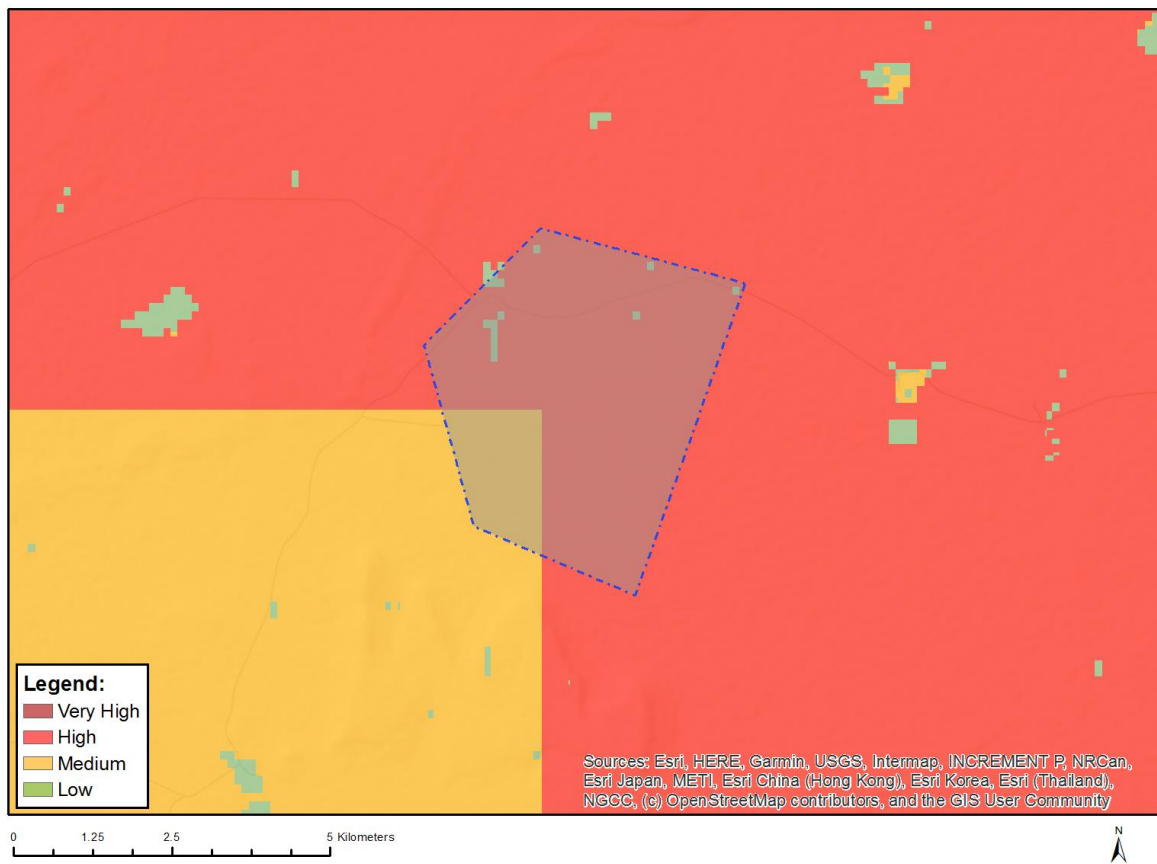 Legend:
Very High
High
Medium
Low
Sources: Esri, HERE, Garmin, USGS, Intermap, INCREMENT P, NRCan,
Esri Japan, METI, Esri China (Hong Kong), Esri Korea, Esri (Thailand),
NGCC, (c) OpenStreetMap contributors, and the GIS User Community
0 1.25 2.5 5 Kilometers
N